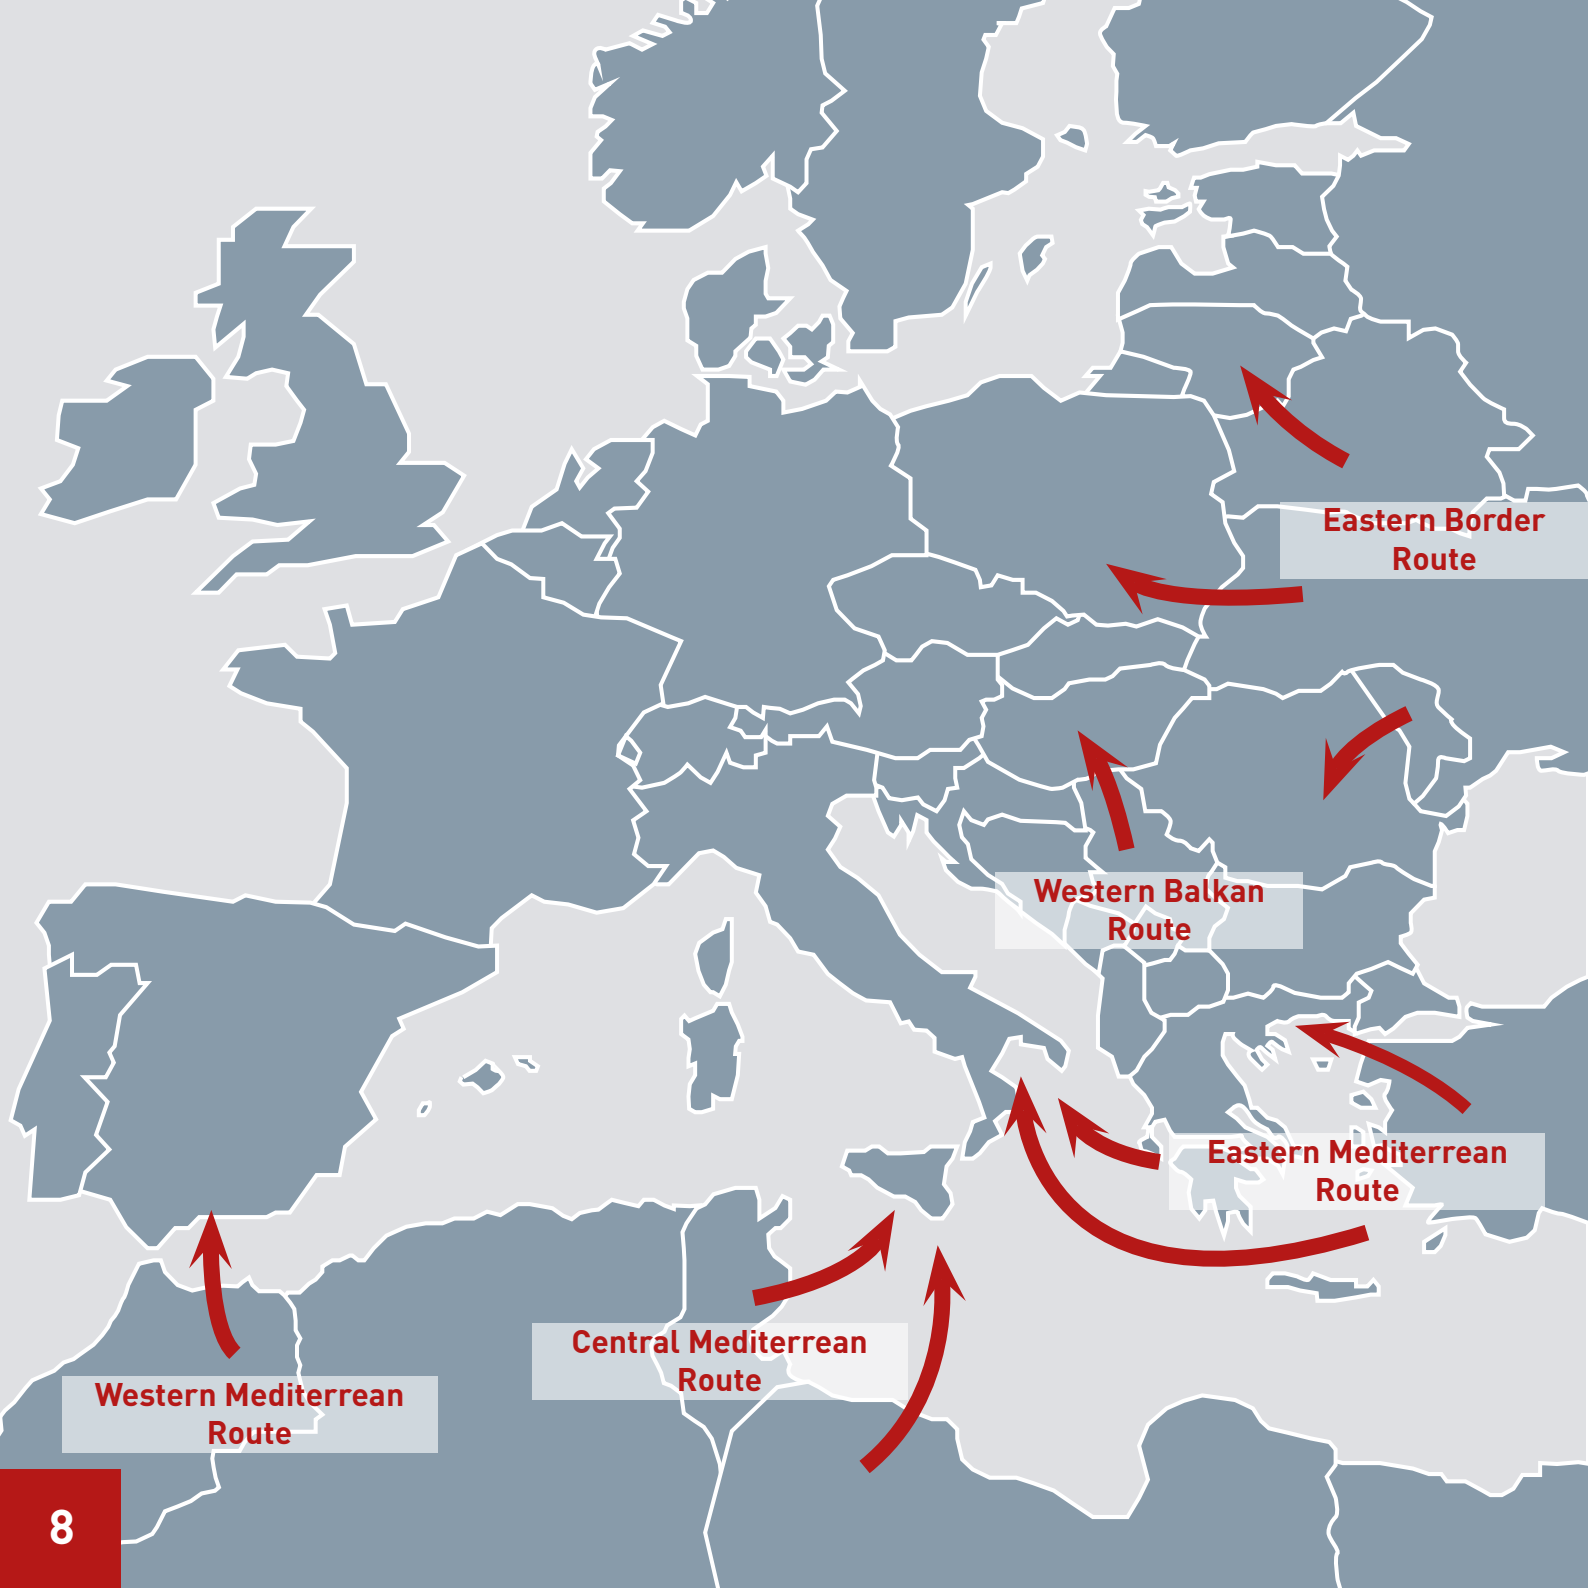 Eastern Border
Route
Western Balkan
Route
Eastern Mediterrean
Route
Central Mediterrean
Route
Western Mediterrean
Route
8